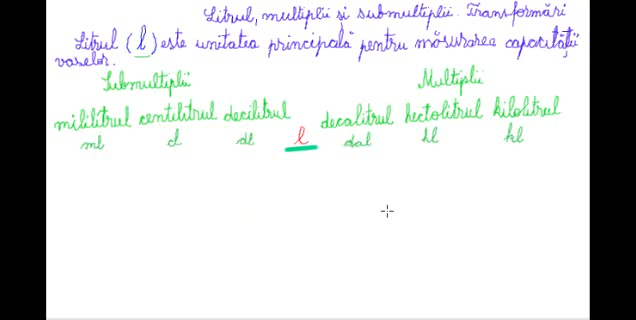 Litrul, multiplii și submultiplii. Transformări
Litrul (l) este unitatea principală pentru măsurarea capacității
vaselor.
Submultiplii Multiplii
mililitrul centilitrul decilitrul decalitrul hectolitrul kilolitrul
ml cl dl l dal hl kl